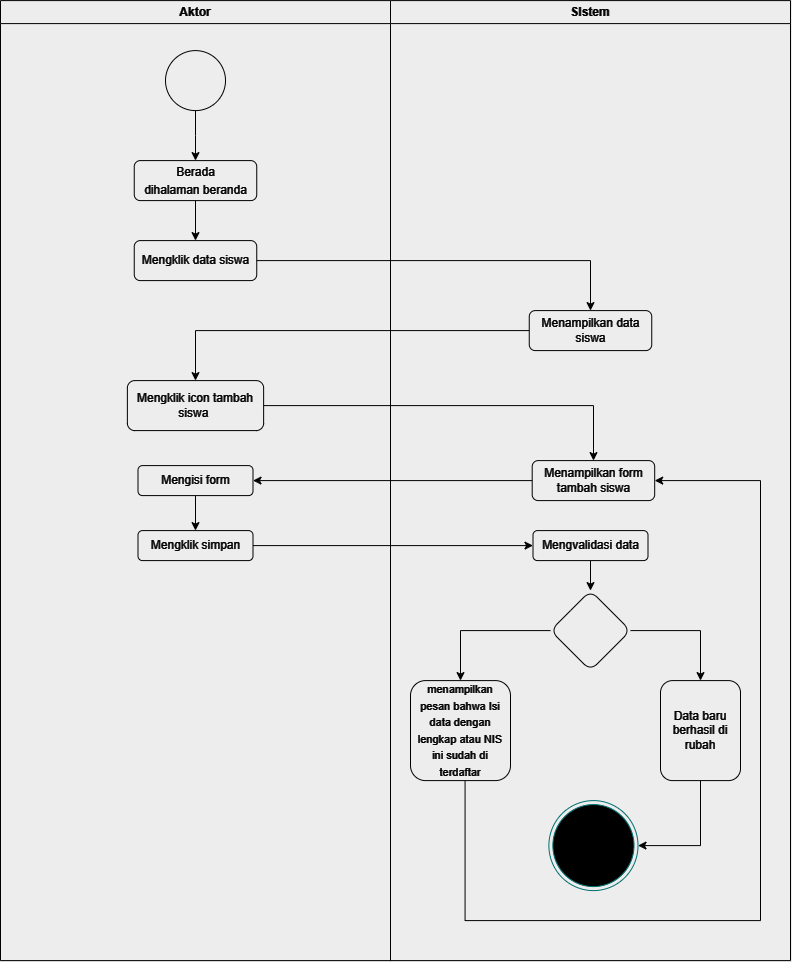 Aktor
Sistem
Berada
dihalaman beranda
Mengklik data siswa
Menampilkan data
siswa
Mengklik icon tambah
siswa
Menampilkan form
tambah siswa
Mengisi form
Mengklik simpan
Mengvalidasi data
menampilkan
pesan bahwa Isi
data dengan
lengkap atau NIS
ini sudah di
terdaftar
Data baru
berhasil di
rubah